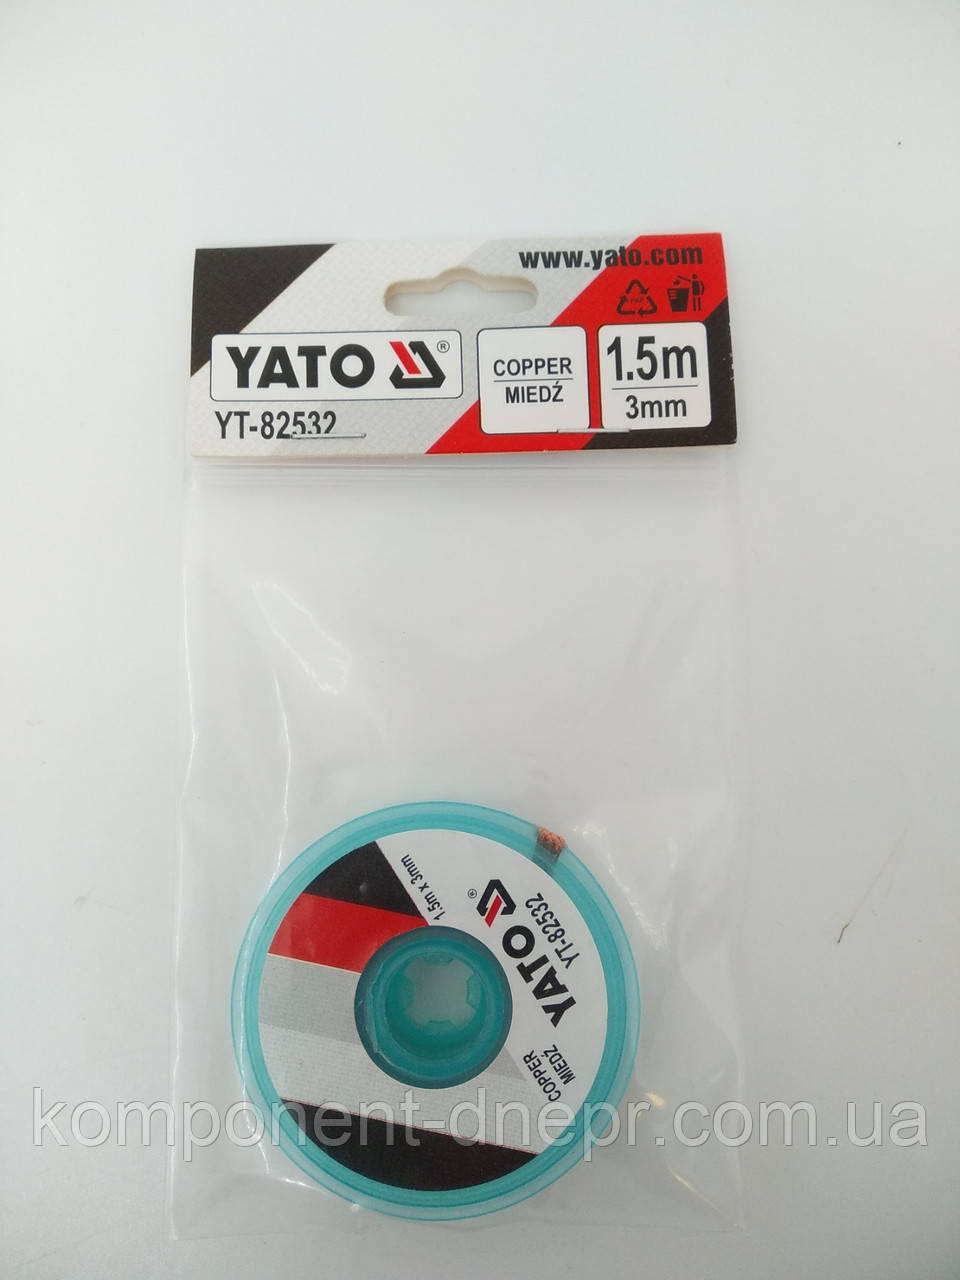 www.yato.com
PAP
YATO ®
COPPER
MIEDŹ
1.5m
3mm
YT-82532
1.5m x 3mm
YATO ®
YT-82532
COPPER
MIEDŹ
komponent-dnepr.com.ua